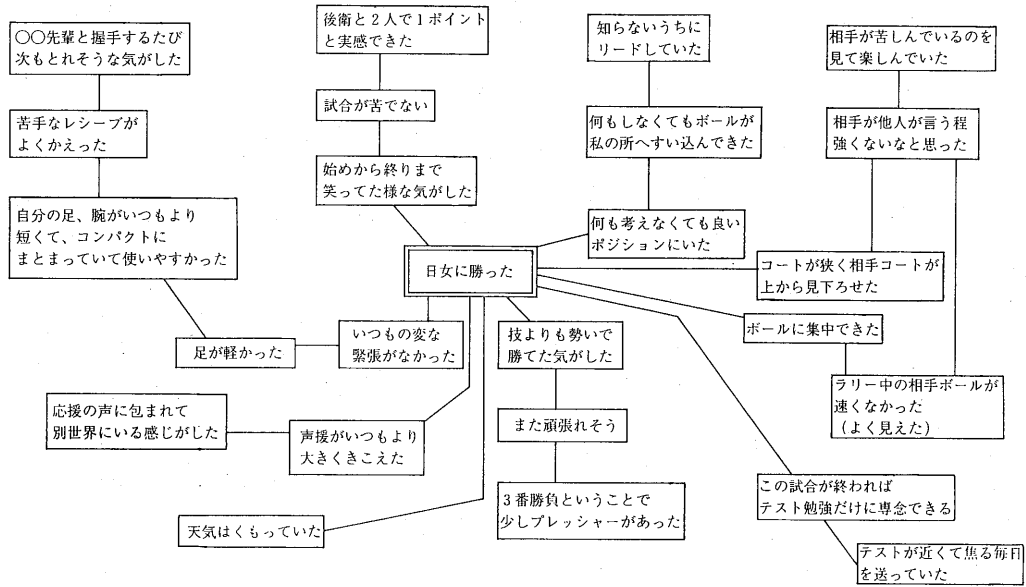 〇〇先輩と握手するたび
次もとれそうな気がした
後衛と2人で1ポイント
と実感できた
知らないうちに
リードしていた
相手が苦しんでいるのを
見て楽しんでいた
苦手なレシーブが
よくかえった
試合が苦でない
何もしなくてもボールが
私の所へすい込んできた
相手が他人が言う程
強くないなと思った
始めから終りまで
笑ってた様な気がした
自分の足、腕がいつもより
短くて、コンパクトに
まとまっていて使いやすかった
何も考えなくても良い
ポジションにいた
日女に勝った
コートが狭く相手コートが
上から見下ろせた
足が軽かった
いつもの変な
緊張がなかった
技よりも勢いで
勝てた気がした
ボールに集中できた
ラリー中の相手ボールが
速くなかった
(よく見えた)
応援の声に包まれて
別世界にいる感じがした
声援がいつもより
大きくきこえた
また頑張れそう
3番勝負ということで
少しプレッシャーがあった
この試合が終われば
テスト勉強だけに専念できる
天気はくもっていた
テストが近くて焦る毎日
を送っていた